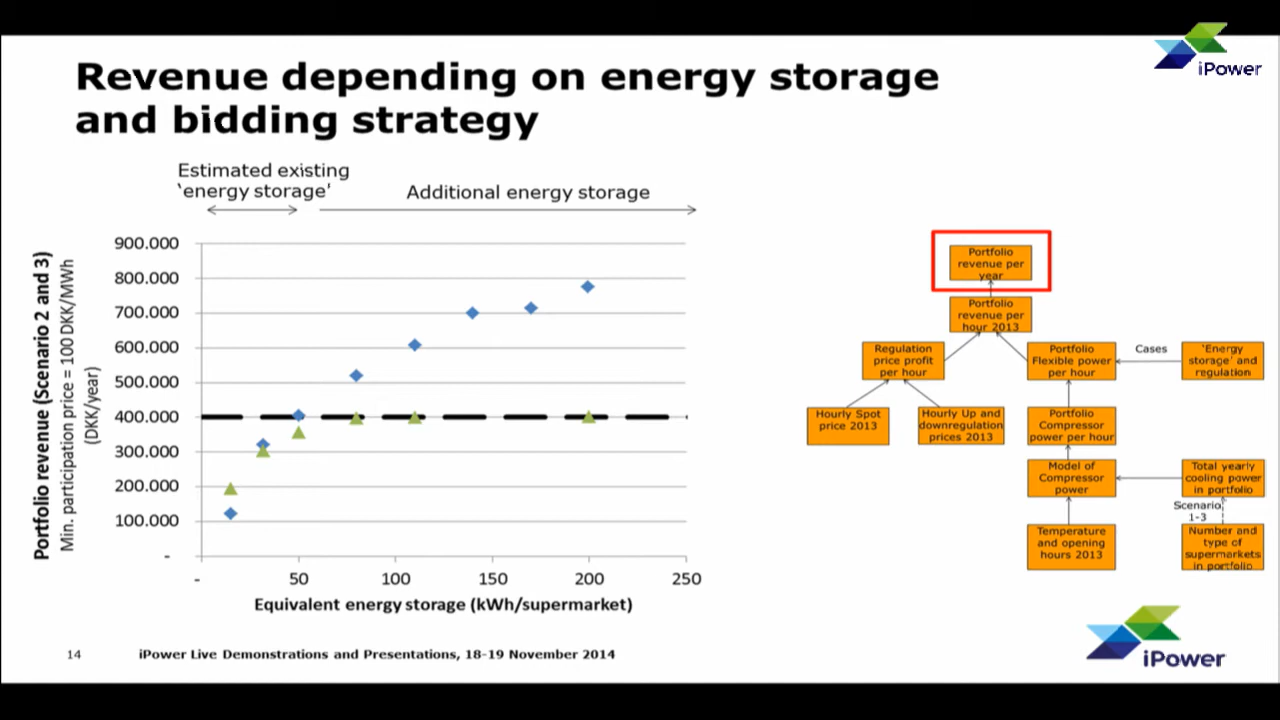 iPower
Revenue depending on energy storage
and bidding strategy
Estimated existing
‘energy storage’
Additional energy storage
Portfolio revenue (Scenario 2 and 3)
Min. participation price = 100 DKK/MWh
(DKK/year)
900.000
800.000
700.000
600.000
500.000
400.000
300.000
200.000
100.000
-
-
50
100
150
200
250
Equivalent energy storage (kWh/supermarket)
Portfolio
revenue per
year
Portfolio
revenue per
hour 2013
Regulation
price profit
per hour
Portfolio
Flexible power
per hour
Cases
‘Energy
storage’ and
regulation
Hourly Spot
price 2013
Hourly Up and
downregulation
prices 2013
Portfolio
Compressor
power per hour
Model of
Compressor
power
Total yearly
cooling power
in portfolio
Scenario
1-3
Temperature
and opening
hours 2013
Number and
type of
supermarkets
in portfolio
14
iPower Live Demonstrations and Presentations, 18-19 November 2014
iPower